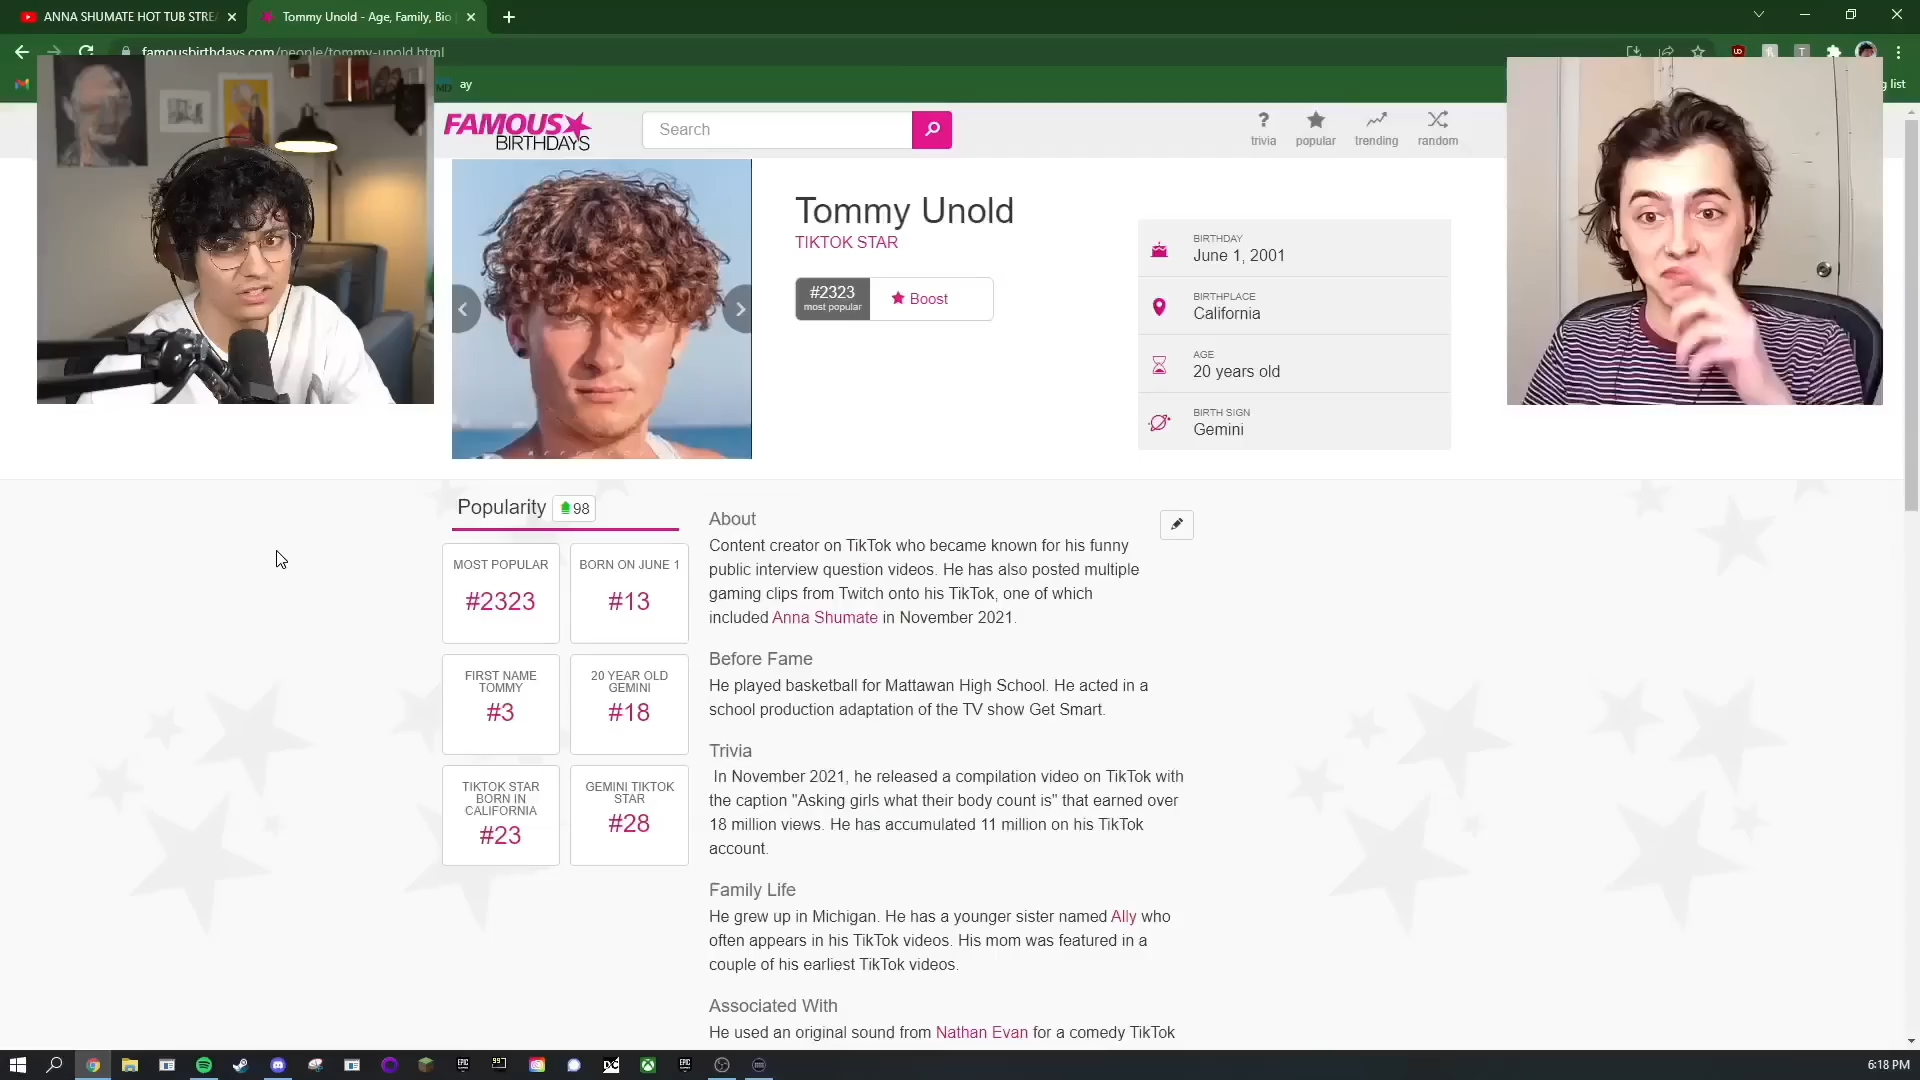 ANNA SHUMATE HOT TUB STREA
Tommy Unold - Age, Family, Bio
famousbirthdays.com/people/tommy-unold.html
ay
g list
FAMOUS
BIRTHDAYS
Search
trivia
popular
trending
random
Tommy Unold
TIKTOK STAR
#2323
most popular
Boost
BIRTHDAY
June 1, 2001
BIRTHPLACE
California
AGE
20 years old
BIRTH SIGN
Gemini
Popularity
98
MOST POPULAR
#2323
BORN ON JUNE 1
#13
FIRST NAME
TOMMY
#3
20 YEAR OLD
GEMINI
#18
TIKTOK STAR
BORN IN
CALIFORNIA
#23
GEMINI TIKTOK
STAR
#28
About
Content creator on TikTok who became known for his funny
public interview question videos. He has also posted multiple
gaming clips from Twitch onto his TikTok, one of which
included Anna Shumate in November 2021.
Before Fame
He played basketball for Mattawan High School. He acted in a
school production adaptation of the TV show Get Smart.
Trivia
In November 2021, he released a compilation video on TikTok with
the caption "Asking girls what their body count is" that earned over
18 million views. He has accumulated 11 million on his TikTok
account.
Family Life
He grew up in Michigan. He has a younger sister named Ally who
often appears in his TikTok videos. His mom was featured in a
couple of his earliest TikTok videos.
Associated With
He used an original sound from Nathan Evan for a comedy TikTok
6:18 PM